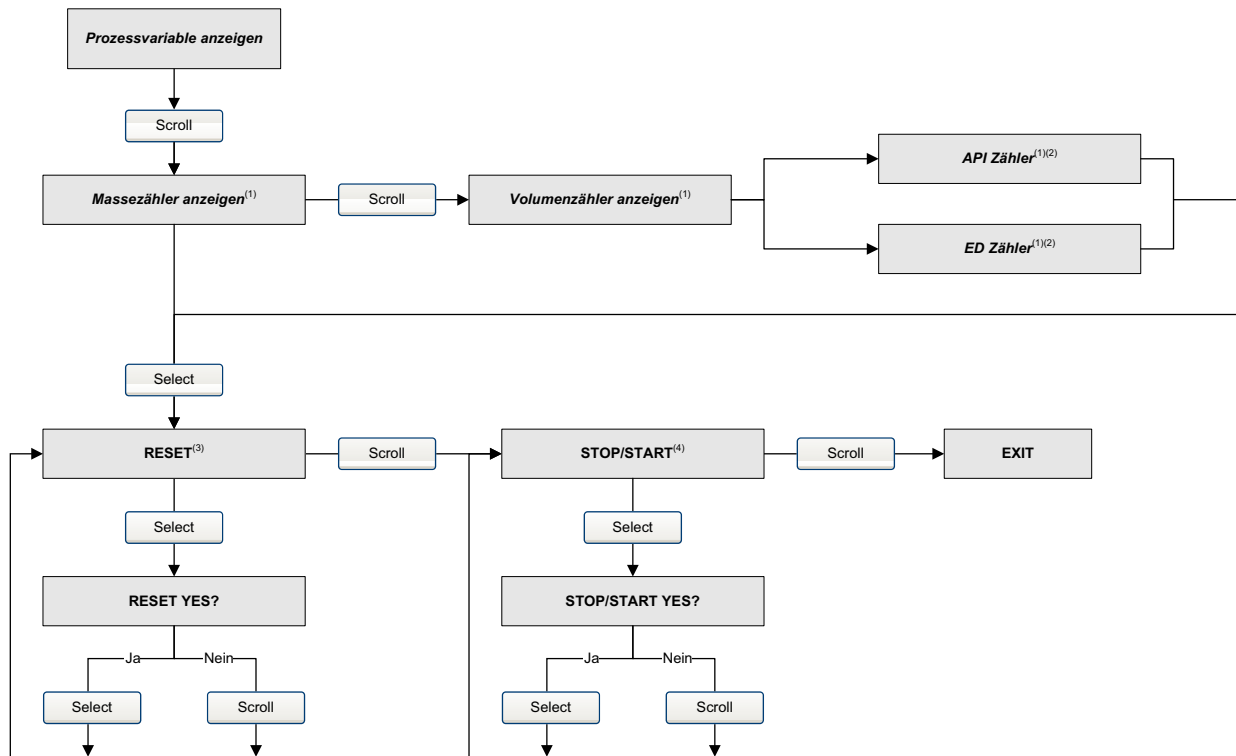 Prozessvariable anzeigen
Scroll
Massezähler anzeigen(1)
Scroll
Volumenzähler anzeigen(1)
API Zähler(1)(2)
ED Zähler(1)(2)
Select
RESET(3)
Scroll
STOP/START(4)
Scroll
EXIT
Select
Select
RESET YES?
STOP/START YES?
Ja
Nein
Ja
Nein
Select
Scroll
Select
Scroll